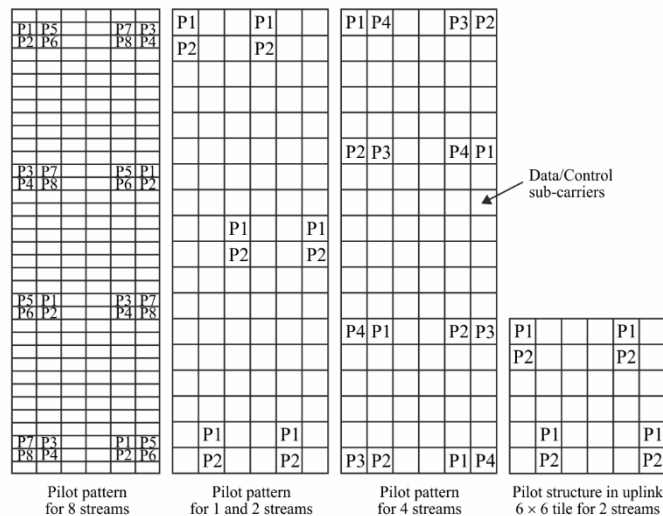 P1 P5 P7 P3
P2 P6 P8 P4
P3 P7 P5 P1
P4 P8 P6 P2
P5 P1 P3 P7
P6 P2 P4 P8
P7 P3 P1 P5
P8 P4 P2 P6
Pilot pattern
for 8 streams
P1 P1
P2 P2
P1 P1
P2 P2
P1 P1
P2 P2
Pilot pattern
for 1 and 2 streams
P1 P4 P3 P2
P2 P3 P4 P1
P4 P1 P2 P3
P3 P2 P1 P4
Pilot pattern
for 4 streams
Data/Control
sub-carriers
P1 P1
P2 P2
P1 P1
P2 P2
Pilot structure in uplink
6 × 6 tile for 2 streams